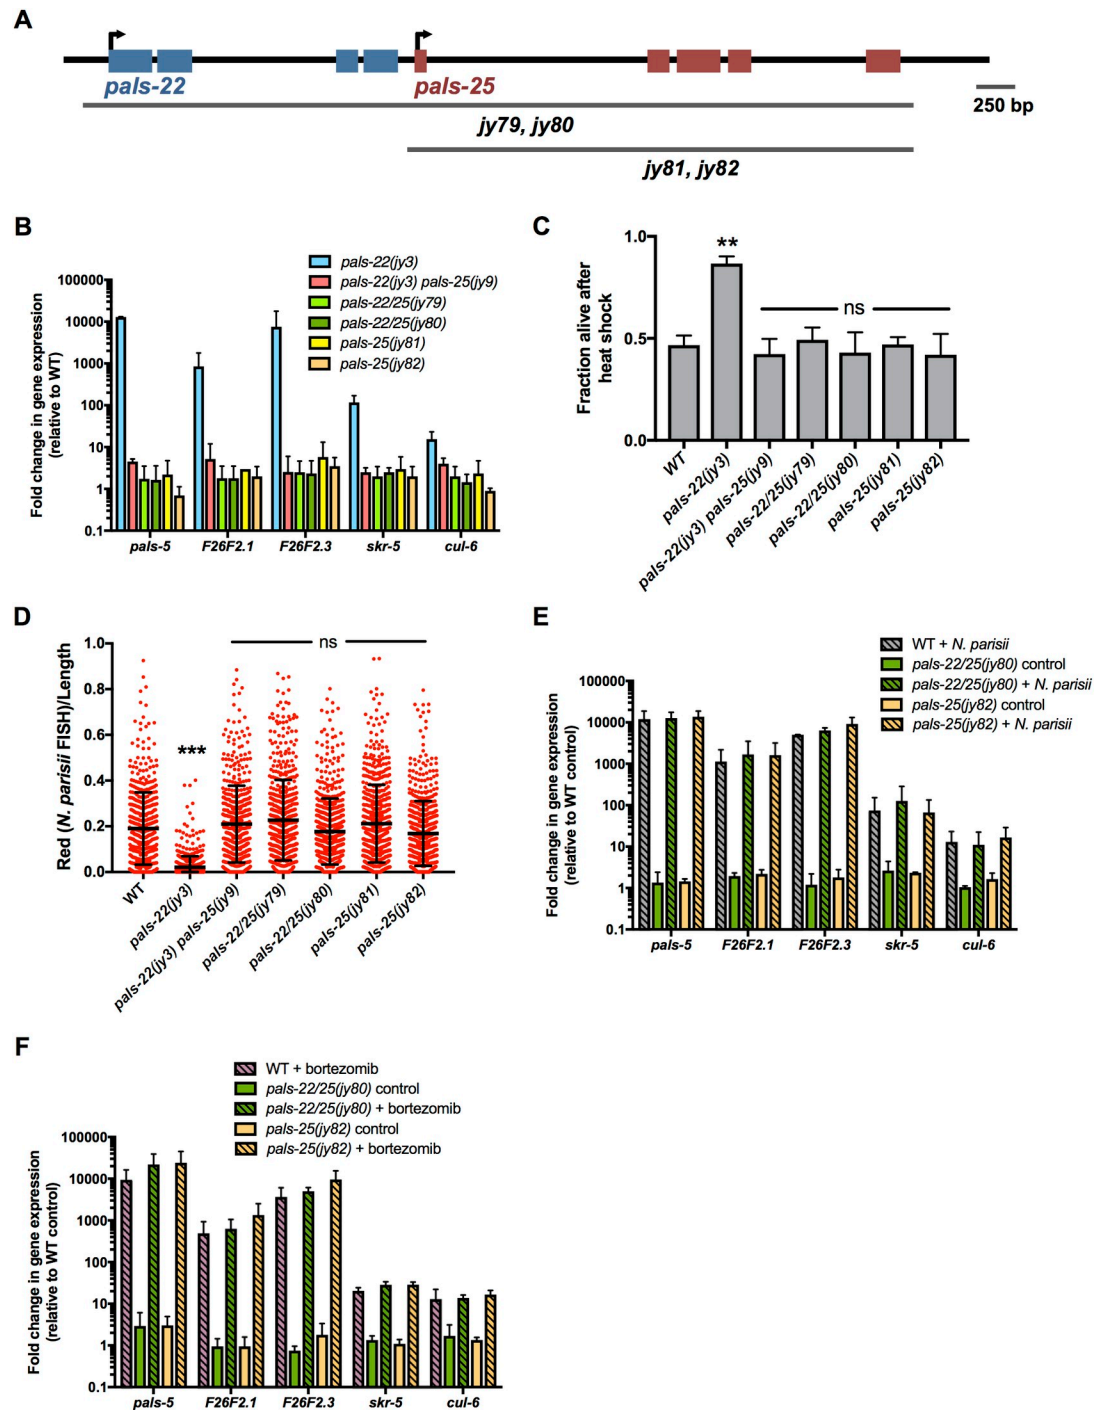 A
pals-22
pals-25
250 bp
jy79, jy80
jy81, jy82
B
Fold change in gene expression
(relative to WT)
100000
10000
1000
100
10
1
0.1
pals-22(jy3)
pals-22(jy3) pals-25(jy9)
pals-22/25(jy79)
pals-22/25(jy80)
pals-25(jy81)
pals-25(jy82)
pals-5
F26F2.1
F26F2.3
skr-5
cul-6
C
Fraction alive after
heat shock
1.0
0.5
0.0
**
ns
WT
pals-22(jy3)
pals-22(jy3) pals-25(jy9)
pals-22/25(jy79)
pals-22/25(jy80)
pals-25(jy81)
pals-25(jy82)
D
Red (N. parisii FISH)/Length
1.0
0.8
0.6
0.4
0.2
0.0
***
ns
WT
pals-22(jy3)
pals-22(jy3) pals-25(jy9)
pals-22/25(jy79)
pals-22/25(jy80)
pals-25(jy81)
pals-25(jy82)
E
WT + N. parisii
pals-22/25(jy80) control
pals-22/25(jy80) + N. parisii
pals-25(jy82) control
pals-25(jy82) + N. parisii
Fold change in gene expression
(relative to WT control)
100000
10000
1000
100
10
1
0.1
pals-5
F26F2.1
F26F2.3
skr-5
cul-6
F
WT + bortezomib
pals-22/25(jy80) control
pals-22/25(jy80) + bortezomib
pals-25(jy82) control
pals-25(jy82) + bortezomib
Fold change in gene expression
(relative to WT control)
100000
10000
1000
100
10
1
0.1
pals-5
F26F2.1
F26F2.3
skr-5
cul-6